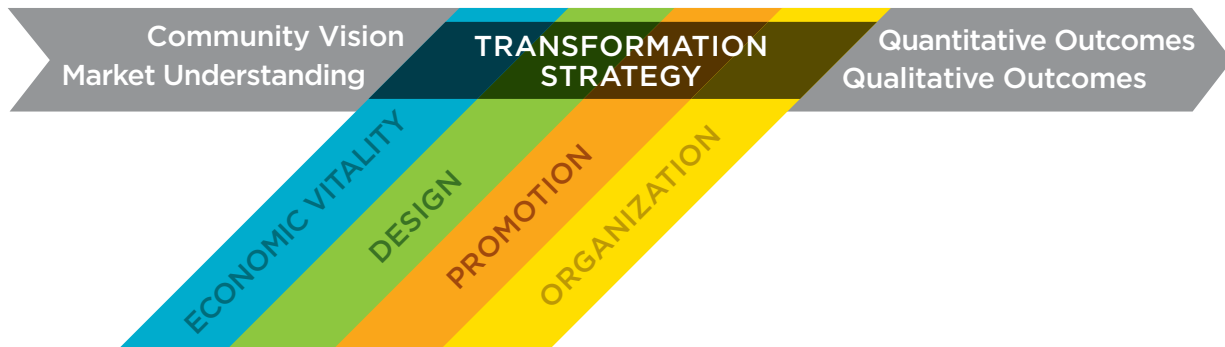 Community Vision
Market Understanding
TRANSFORMATION
STRATEGY
Quantitative Outcomes
Qualitative Outcomes
ECONOMIC VITALITY
DESIGN
PROMOTION
ORGANIZATION